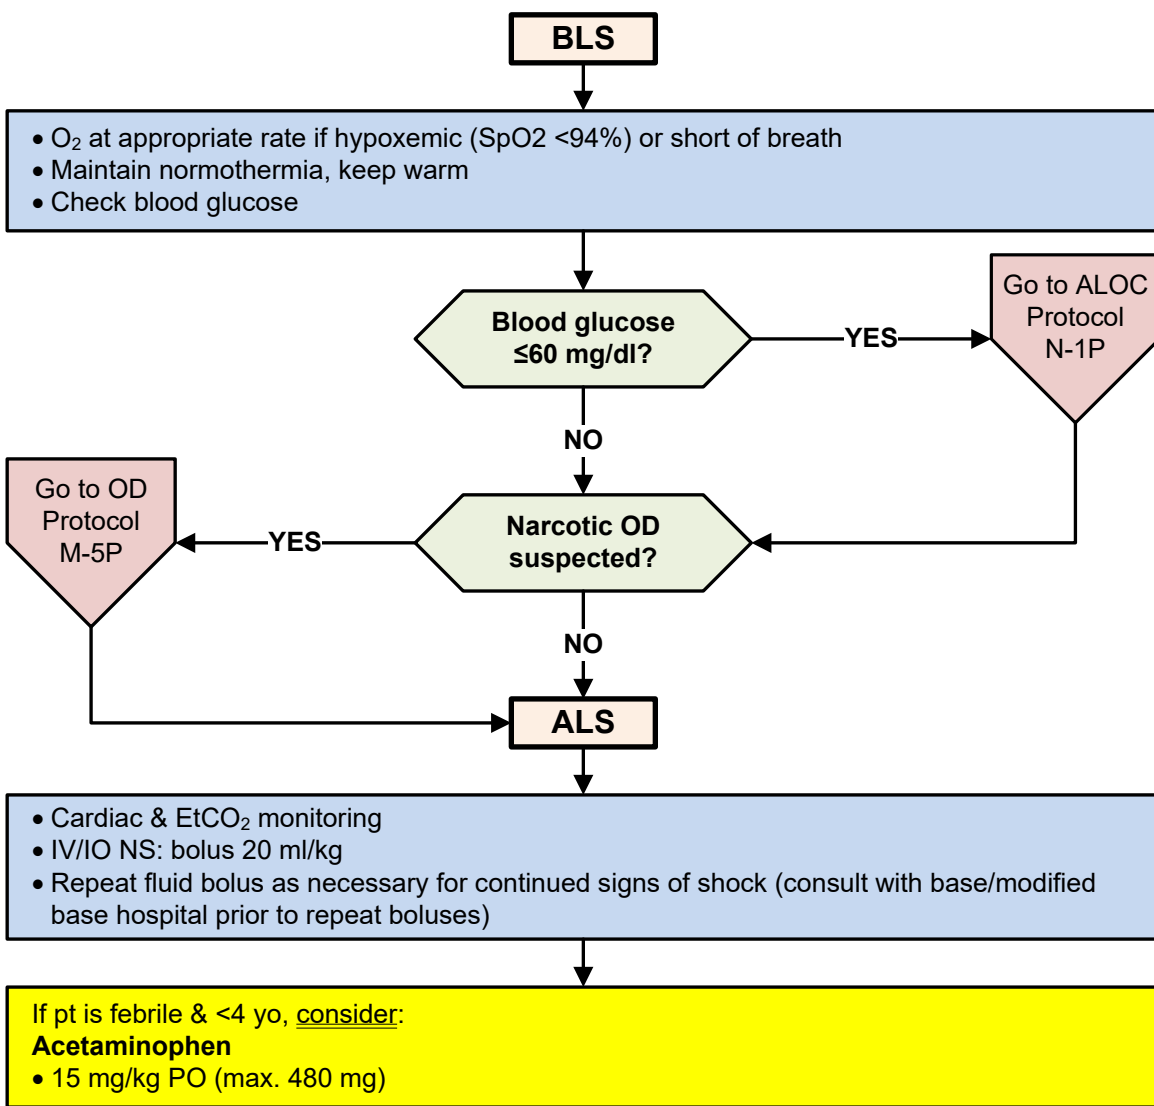 BLS
• O₂ at appropriate rate if hypoxemic (SpO2 <94%) or short of breath
• Maintain normothermia, keep warm
• Check blood glucose
Blood glucose
≤60 mg/dl?
YES
Go to ALOC
Protocol
N-1P
NO
Go to OD
Protocol
M-5P
YES
Narcotic OD
suspected?
NO
ALS
• Cardiac & EtCO₂ monitoring
• IV/IO NS: bolus 20 ml/kg
• Repeat fluid bolus as necessary for continued signs of shock (consult with base/modified
base hospital prior to repeat boluses)
If pt is febrile & <4 yo, consider:
Acetaminophen
• 15 mg/kg PO (max. 480 mg)